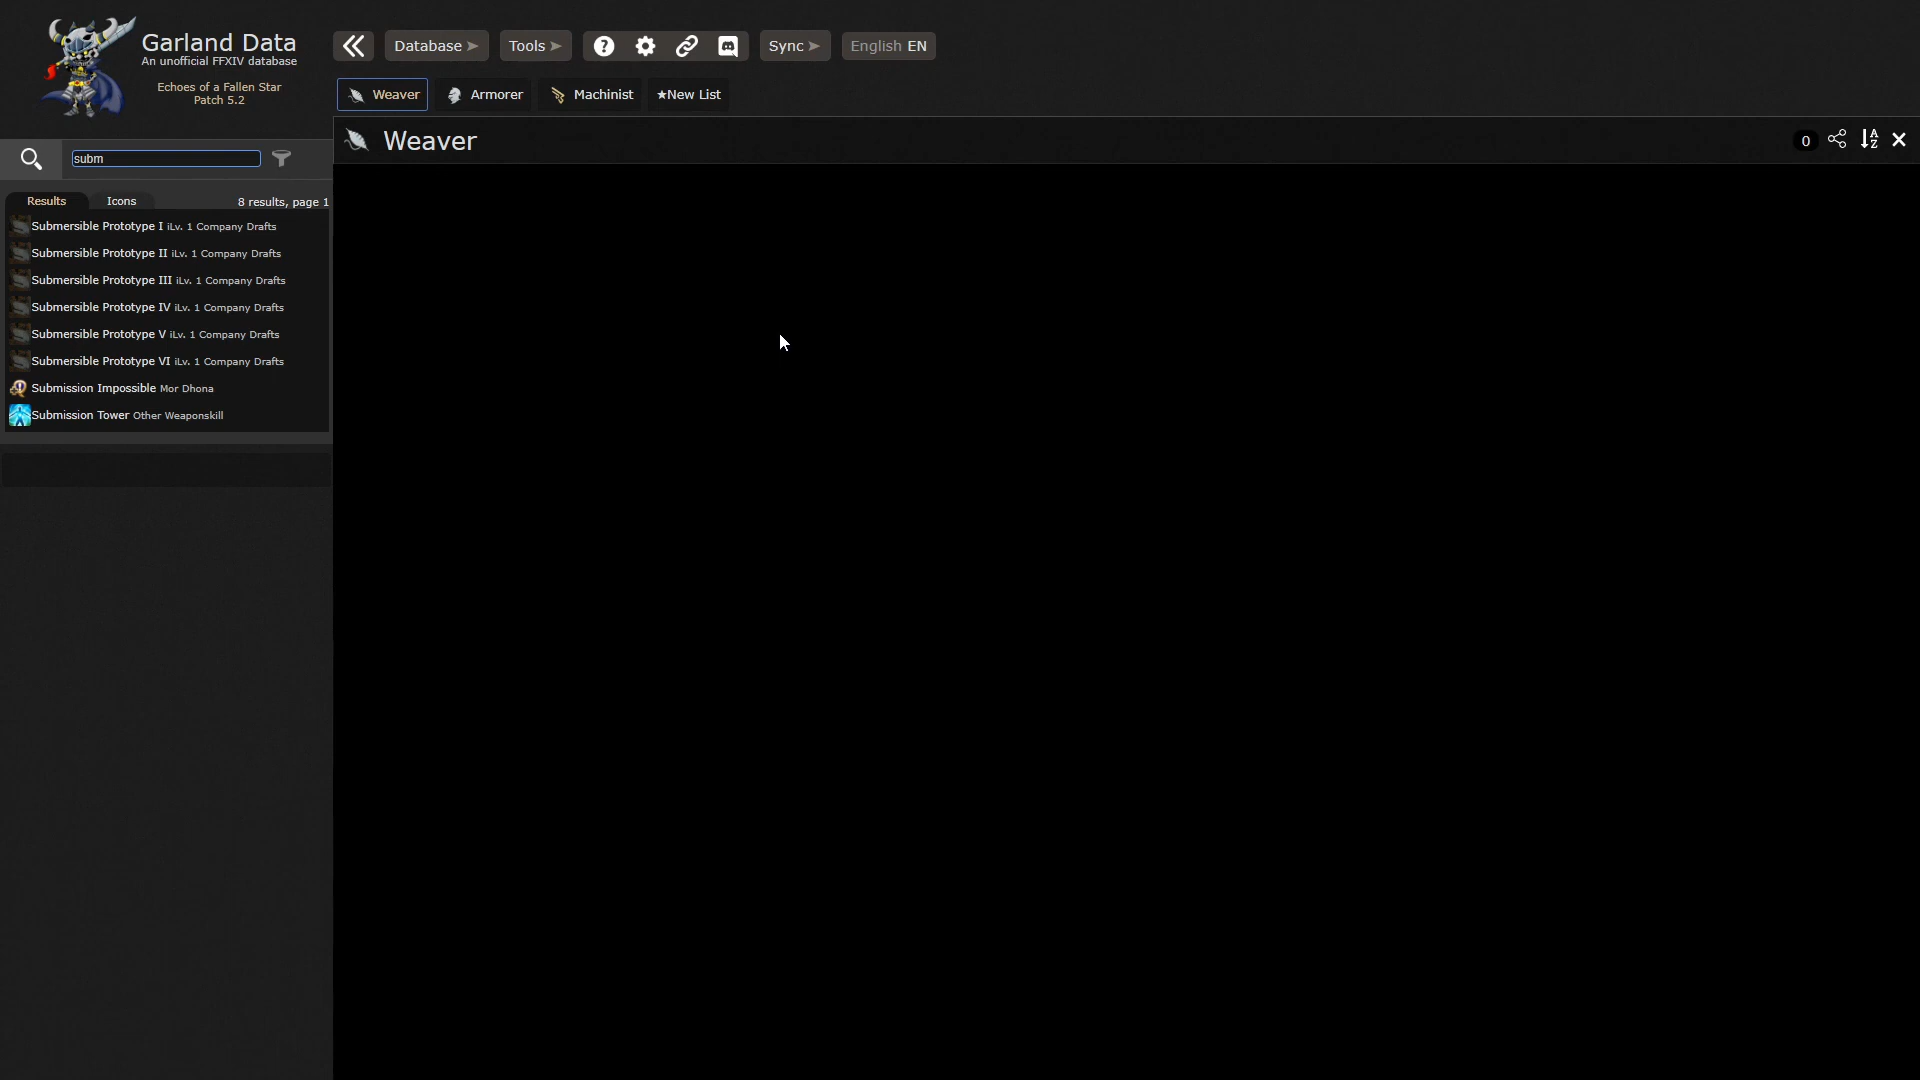 Garland Data
An unofficial FFXIV database
Echoes of a Fallen Star
Patch 5.2
Database ➤
Tools ➤
Sync ➤
English EN
Weaver
Armorer
Machinist
★New List
Weaver
0
subm
Results
Icons
8 results, page 1
Submersible Prototype I iLv. 1 Company Drafts
Submersible Prototype II iLv. 1 Company Drafts
Submersible Prototype III iLv. 1 Company Drafts
Submersible Prototype IV iLv. 1 Company Drafts
Submersible Prototype V iLv. 1 Company Drafts
Submersible Prototype VI iLv. 1 Company Drafts
Submission Impossible Mor Dhona
Submission Tower Other Weaponskill